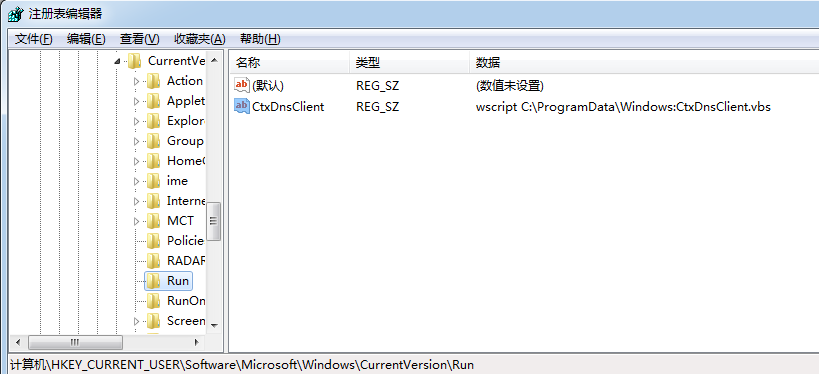 注册表编辑器
文件(F) 编辑(E) 查看(V) 收藏夹(A) 帮助(H)
CurrentVe
Action
Applet
Explor
Group
HomeG
ime
Interne
MCT
Policie
RADAR
Run
RunOn
Screen
名称 类型 数据
(默认) REG_SZ (数值未设置)
CtxDnsClient REG_SZ wscript C:\ProgramData\Windows:CtxDnsClient.vbs
计算机\HKEY_CURRENT_USER\Software\Microsoft\Windows\CurrentVersion\Run